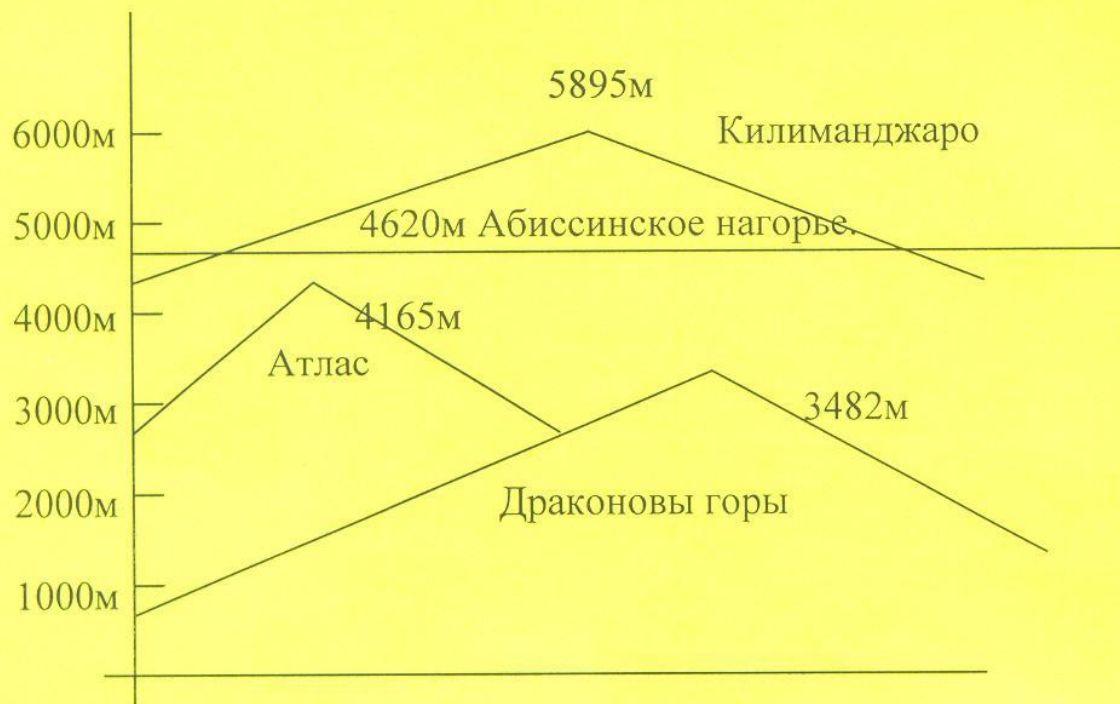 5895м
6000м
Килиманджаро
5000м
4620м Абиссинское нагорье.
4000м
4165м
Атлас
3000м
3482м
2000м
Драконовы горы
1000м